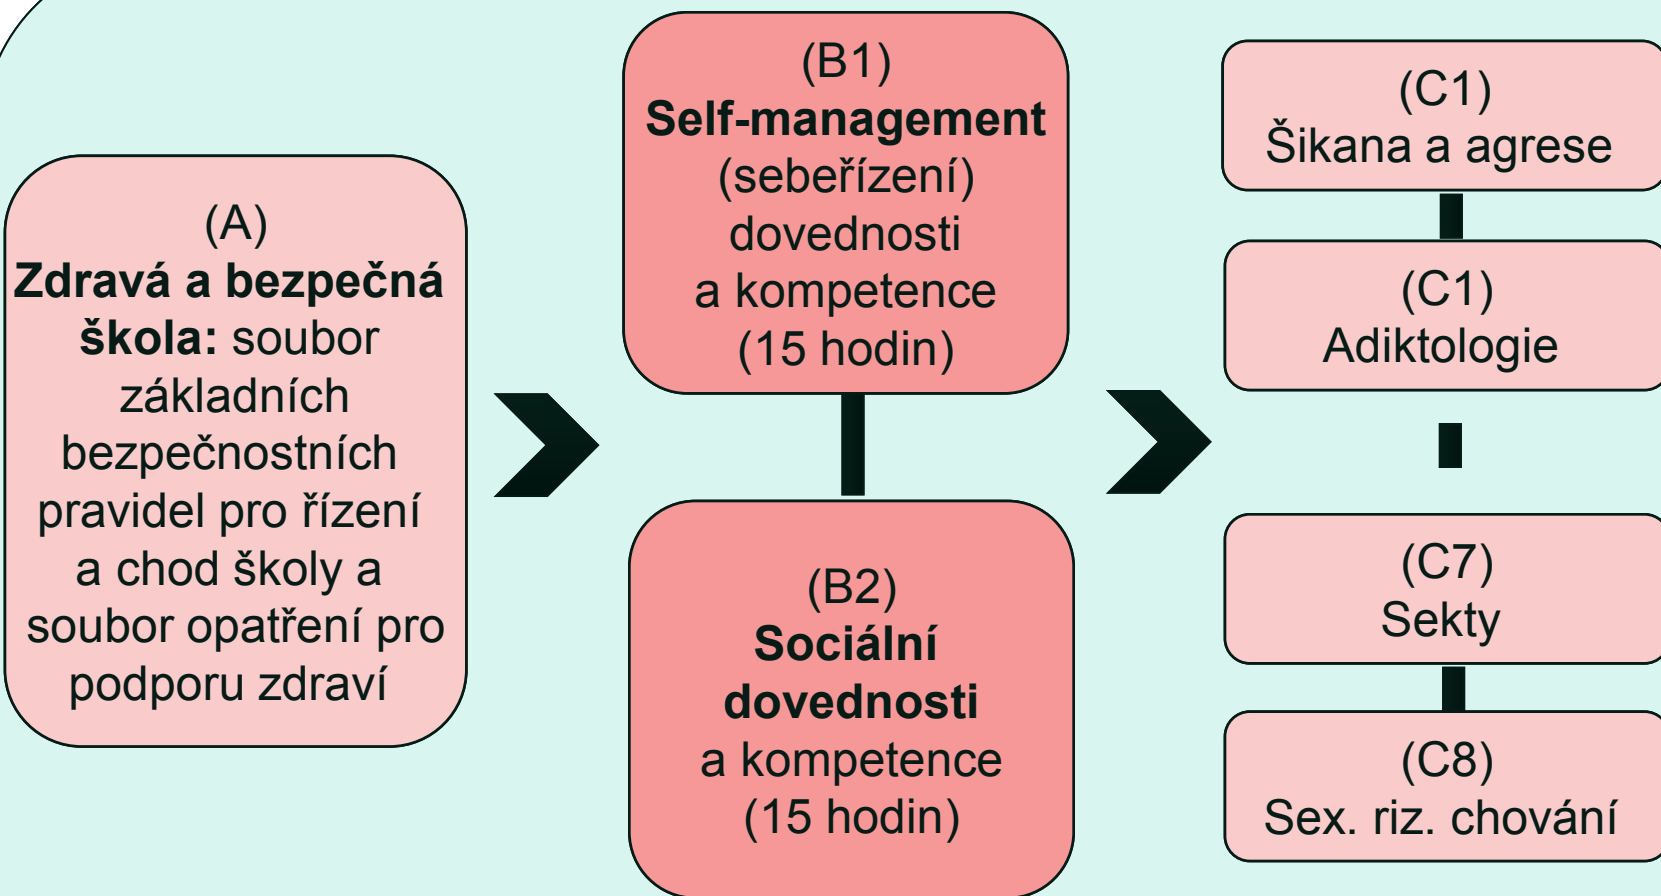 (A)
Zdravá a bezpečná
škola: soubor
základních
bezpečnostních
pravidel pro řízení
a chod školy a
soubor opatření pro
podporu zdraví
(B1)
Self-management
(sebeřízení)
dovednosti
a kompetence
(15 hodin)
(B2)
Sociální
dovednosti
a kompetence
(15 hodin)
(C1)
Šikana a agrese
(C1)
Adiktologie
(C7)
Sekty
(C8)
Sex. riz. chování